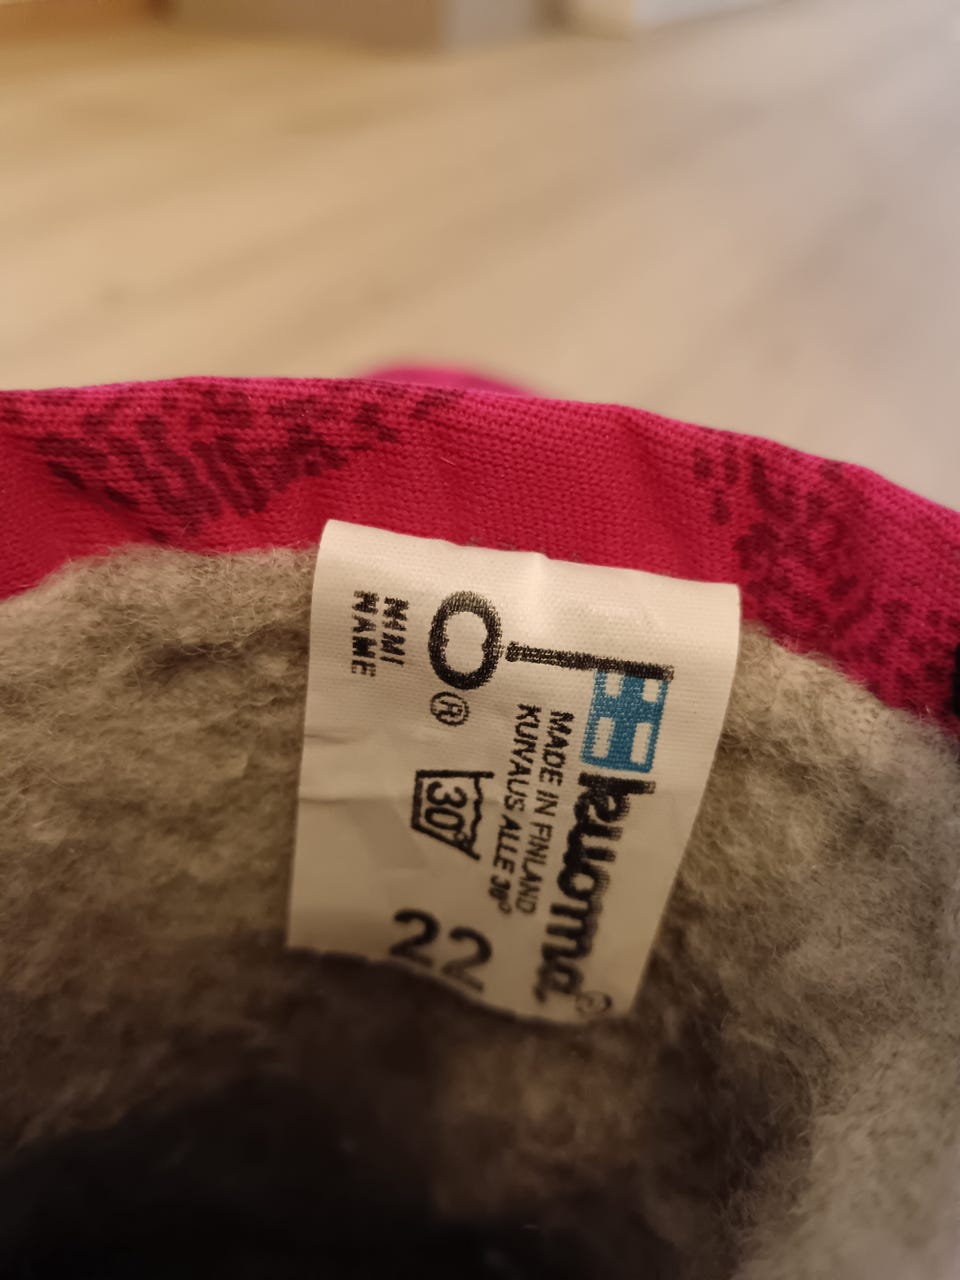 kuoma®
MADE IN FINLAND
KUIVAUS ALLE 30°
®
30°
22
NIMI
NAME